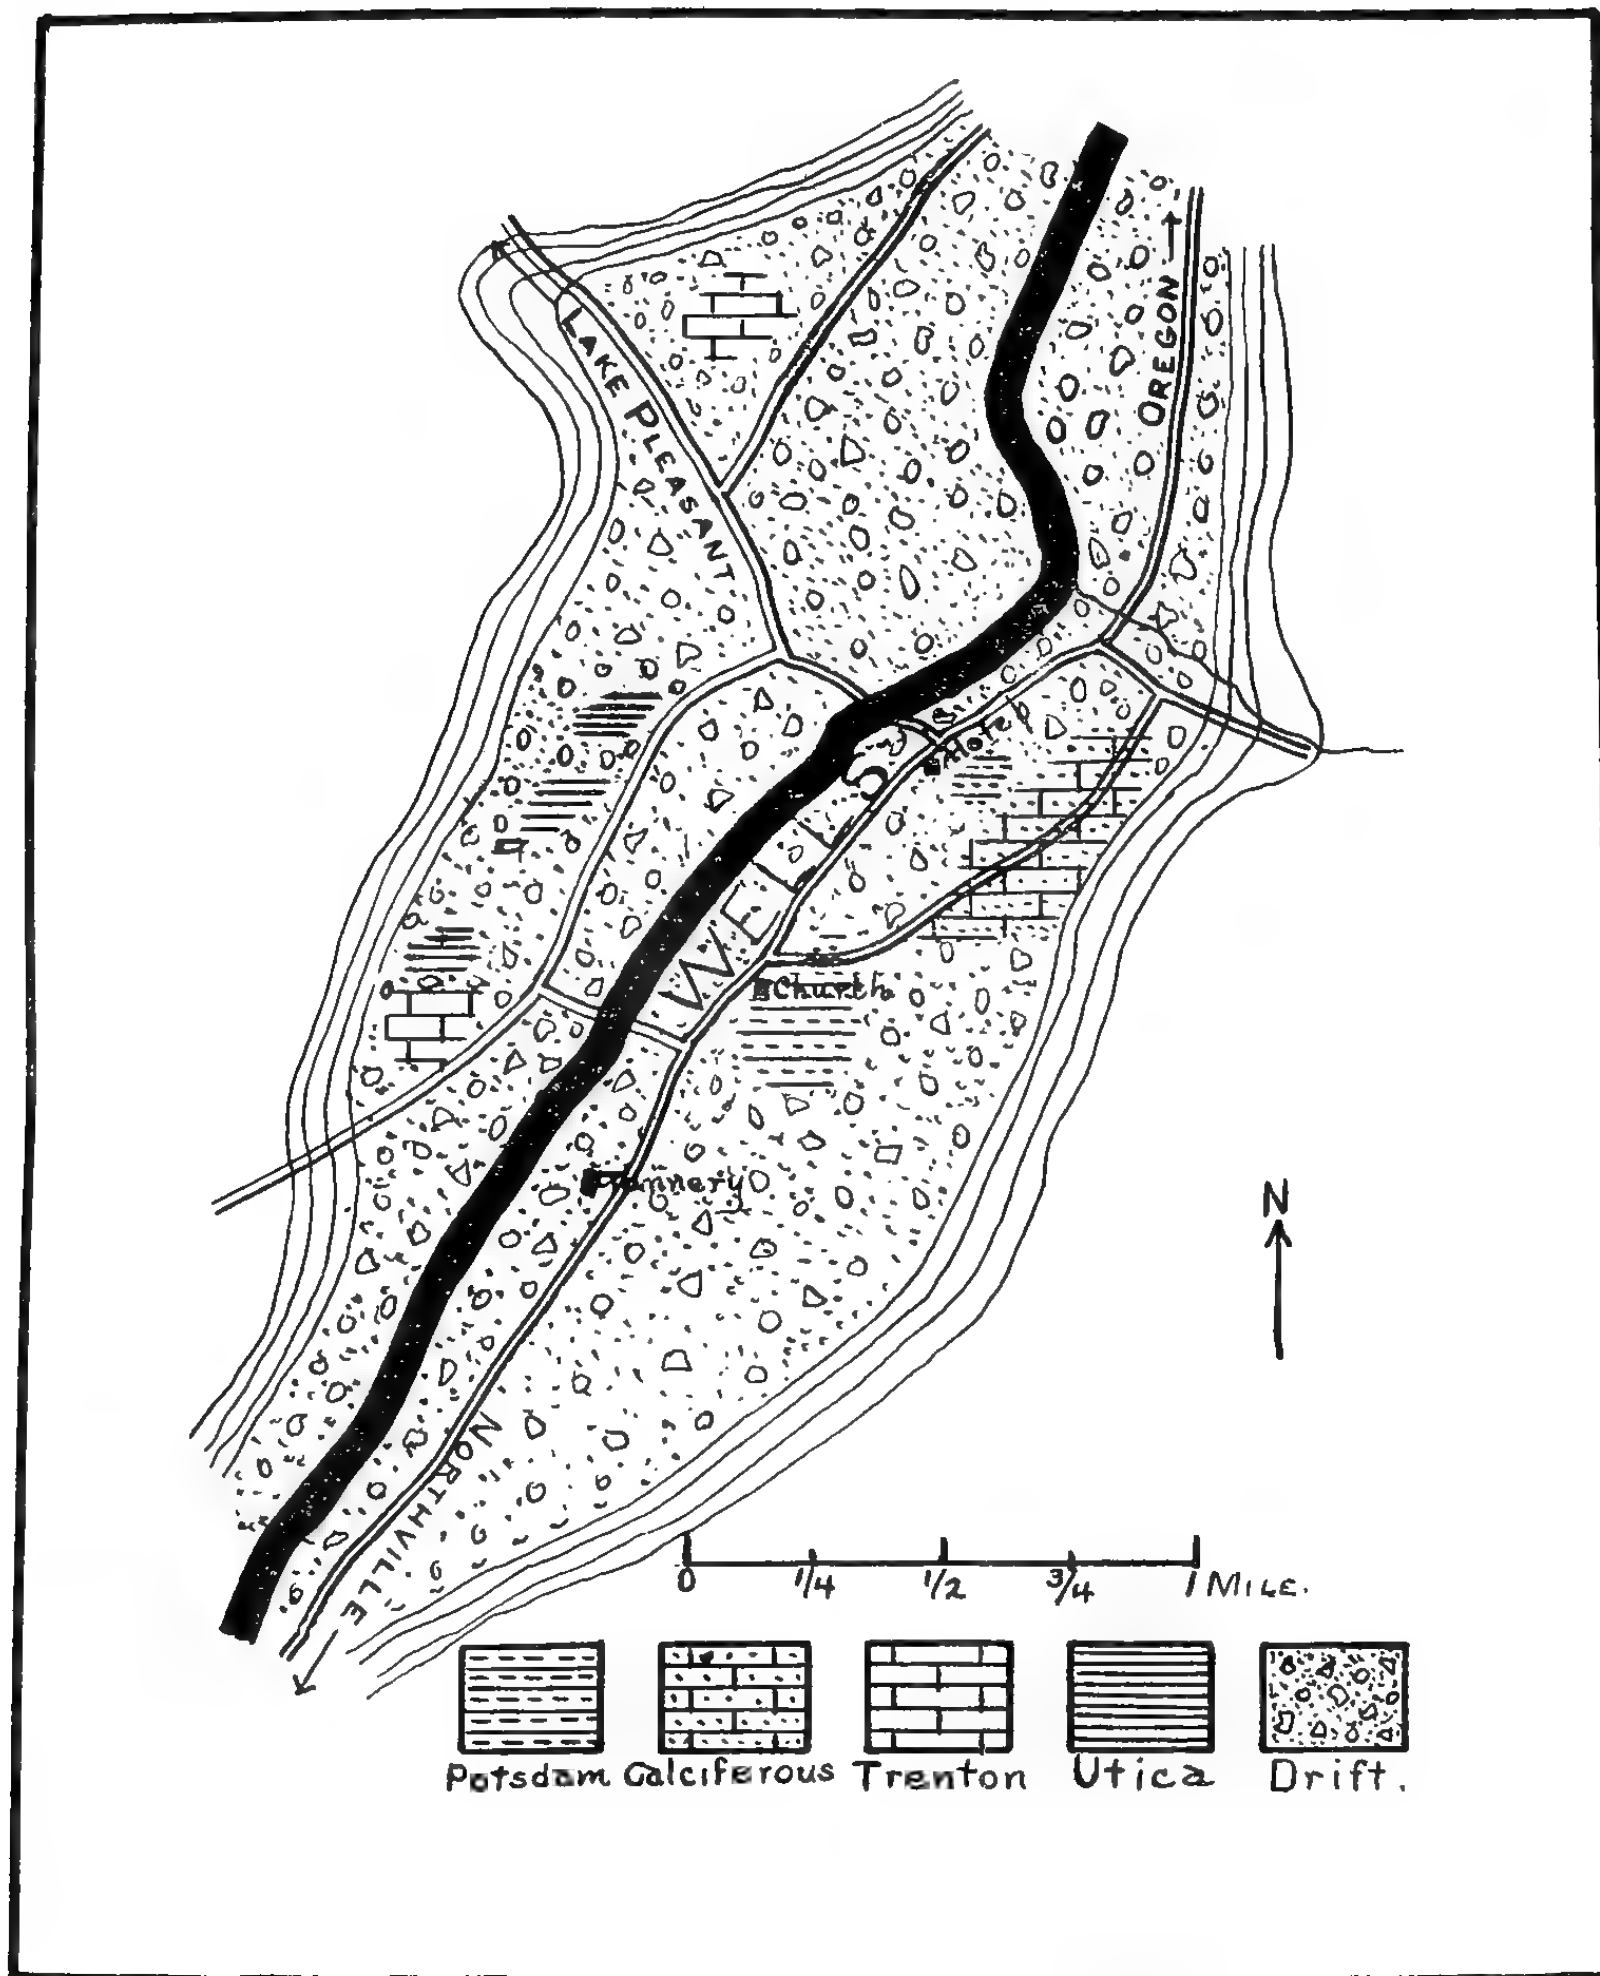 OREGON
LAKE PLEASANT
Hotel
WELLS
Church
Tannery
N
NORTHVILLE
0 1/4 1/2 3/4 1 MILE.
Potsdam Calciferous Trenton Utica Drift.